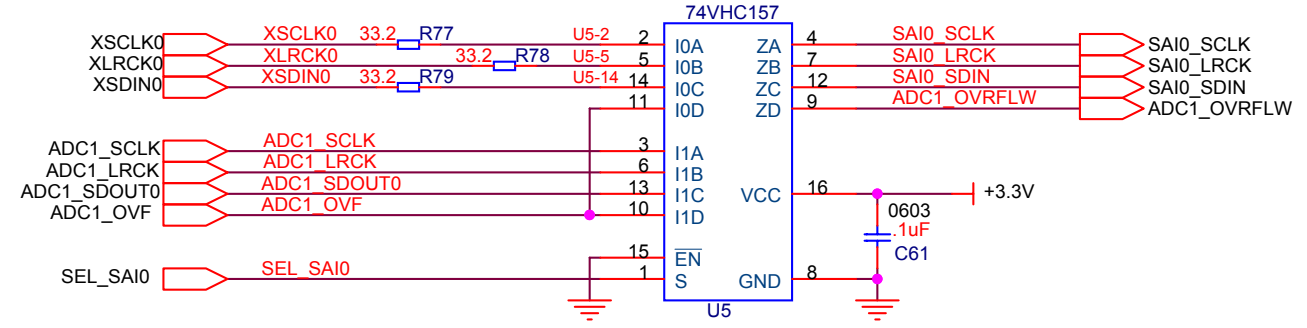 74VHC157
XSCLK0 XSCLK0 33.2 R77 U5-2 2 I0A ZA 4 SAI0_SCLK SAI0_SCLK
XLRCK0 XLRCK0 33.2 R78 U5-5 5 I0B ZB 7 SAI0_LRCK SAI0_LRCK
XSDIN0 XSDIN0 33.2 R79 U5-14 14 I0C ZC 12 SAI0_SDIN SAI0_SDIN
11 I0D ZD 9 ADC1_OVRFLW ADC1_OVRFLW
ADC1_SCLK ADC1_SCLK 3 I1A
ADC1_LRCK ADC1_LRCK 6 I1B
ADC1_SDOUT0 ADC1_SDOUT0 13 I1C VCC 16 +3.3V
ADC1_OVF ADC1_OVF 10 I1D 0603
.1uF
15 EN C61
SEL_SAI0 SEL_SAI0 1 S GND 8
U5